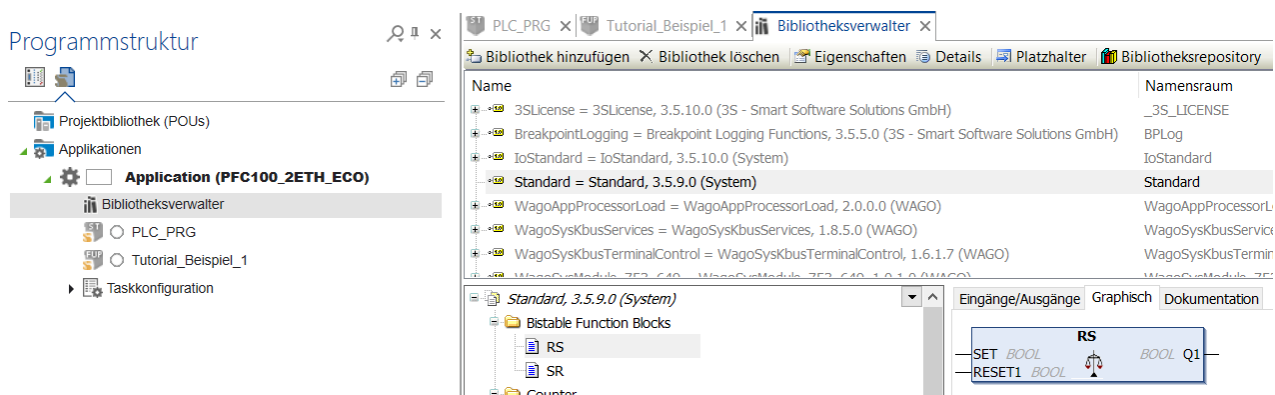 Programmstruktur
Projektbibliothek (POUs)
Applikationen
Application (PFC100_2ETH_ECO)
Bibliotheksverwalter
PLC_PRG
Tutorial_Beispiel_1
Taskkonfiguration
PLC_PRG Tutorial_Beispiel_1 Bibliotheksverwalter
Bibliothek hinzufügen Bibliothek löschen Eigenschaften Details Platzhalter Bibliotheksrepository
Name Namensraum
3SLicense = 3SLicense, 3.5.10.0 (3S - Smart Software Solutions GmbH) _3S_LICENSE
BreakpointLogging = Breakpoint Logging Functions, 3.5.5.0 (3S - Smart Software Solutions GmbH) BPLog
IoStandard = IoStandard, 3.5.10.0 (System) IoStandard
Standard = Standard, 3.5.9.0 (System) Standard
WagoAppProcessorLoad = WagoAppProcessorLoad, 2.0.0.0 (WAGO) WagoAppProcessorL
WagoSysKbusServices = WagoSysKbusServices, 1.8.5.0 (WAGO) WagoSysKbusService
WagoSysKbusTerminalControl = WagoSysKbusTerminalControl, 1.6.1.7 (WAGO) WagoSysKbusTermin
Standard, 3.5.9.0 (System)
Bistable Function Blocks
RS
SR
Counter
Eingänge/Ausgänge Graphisch Dokumentation
RS
SET BOOL BOOL Q1
RESET1 BOOL